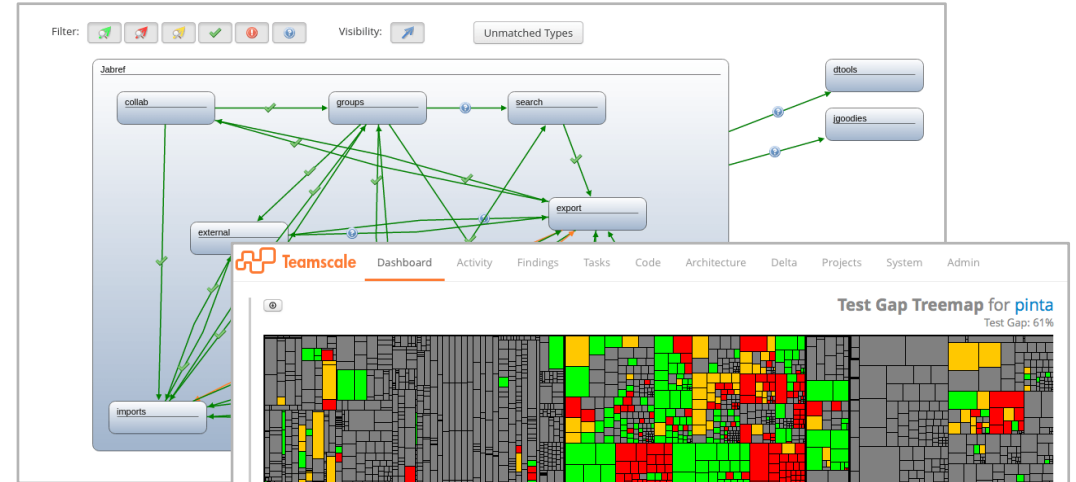 Filter:
Visibility:
Unmatched Types
Jabref
dtools
collab
groups
search
jgoodies
export
external
imports
Teamscale
Dashboard
Activity
Findings
Tasks
Code
Architecture
Delta
Projects
System
Admin
Test Gap Treemap for pinta
Test Gap: 61%